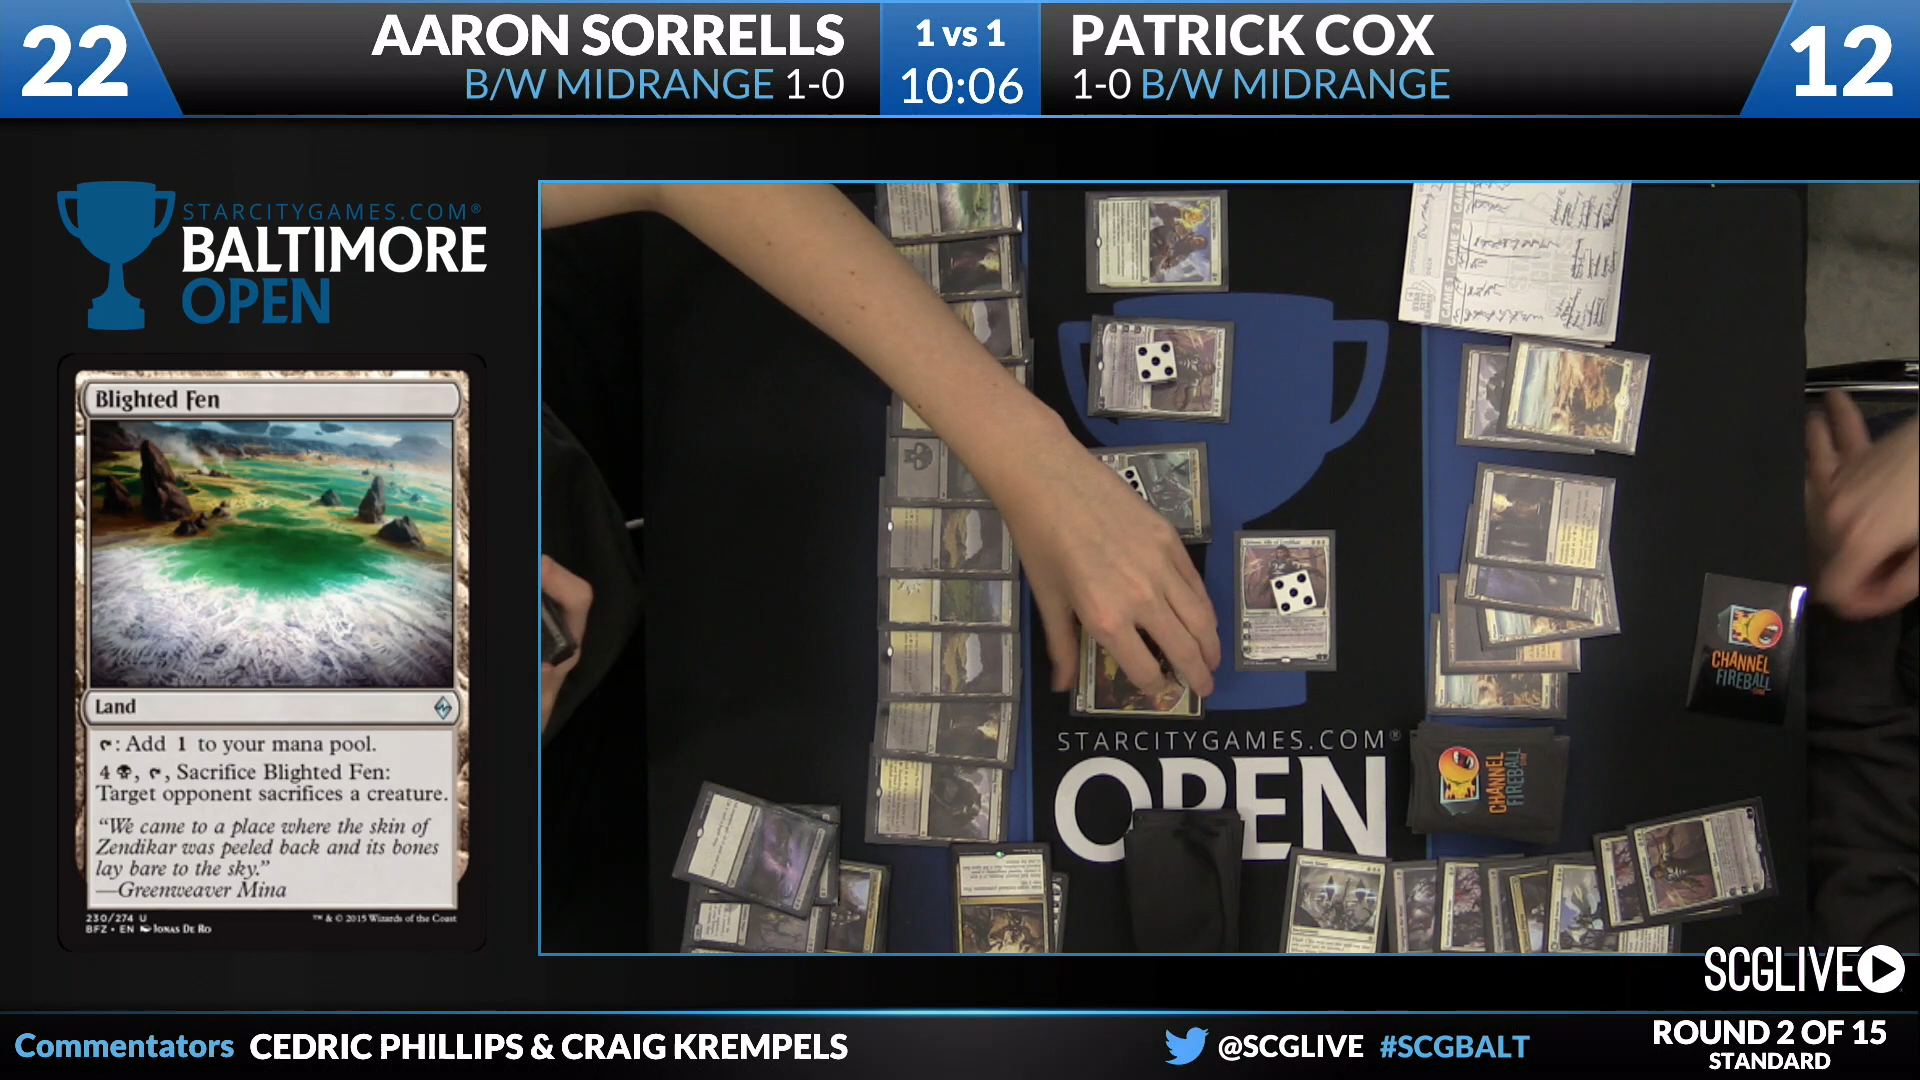 22
AARON SORRELLS
B/W MIDRANGE 1-0
1 vs 1
10:06
PATRICK COX
1-0 B/W MIDRANGE
12
STARCITYGAMES.COM®
BALTIMORE
OPEN
Blighted Fen
Land
: Add 1 to your mana pool.
4 , , Sacrifice Blighted Fen:
Target opponent sacrifices a creature.
“We came to a place where the skin of
Zendikar was peeled back and its bones
lay bare to the sky.”
—Greenweaver Mina
230/274 U
BFZ • EN JONAS DE RO
™ & © 2015 Wizards of the Coast
CHANNEL
FIREBALL
.COM
STARCITYGAMES.COM®
OPEN
CHANNEL
FIREBALL
SCGLIVE
Commentators CEDRIC PHILLIPS & CRAIG KREMPELS
@SCGLIVE #SCGBALT
ROUND 2 OF 15
STANDARD